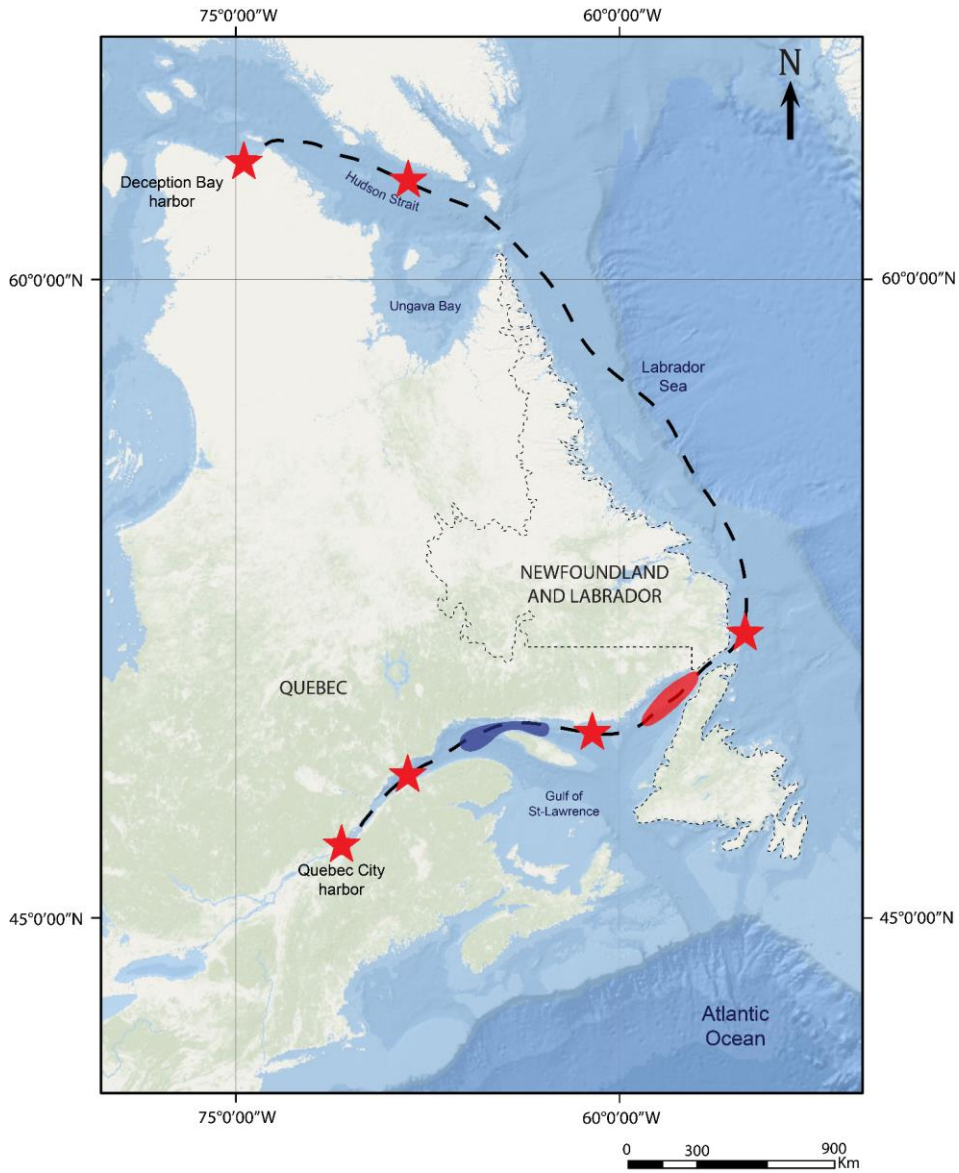 75°0'00"W
60°0'00"W
N
Deception Bay
harbor
Hudson Strait
60°0'00"N
60°0'00"N
Ungava Bay
Labrador
Sea
NEWFOUNDLAND
AND LABRADOR
QUEBEC
Gulf of
St-Lawrence
Quebec City
harbor
45°0'00"N
45°0'00"N
Atlantic
Ocean
75°0'00"W
60°0'00"W
0 300 900
Km